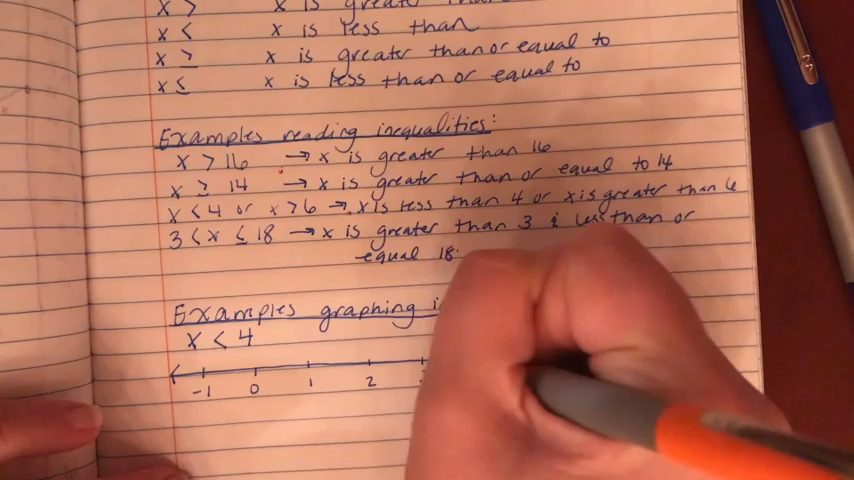 x > x is greater than
x < x is less than
x ≥ x is greater than or equal to
x ≤ x is less than or equal to
Examples reading inequalities:
x > 16 → x is greater than 16
x ≥ 14 → x is greater than or equal to 14
x < 4 or x > 6 → x is less than 4 or x is greater than 6
3 < x ≤ 18 → x is greater than 3 & less than or
equal 18.
Examples graphing i
x < 4
-1 0 1 2